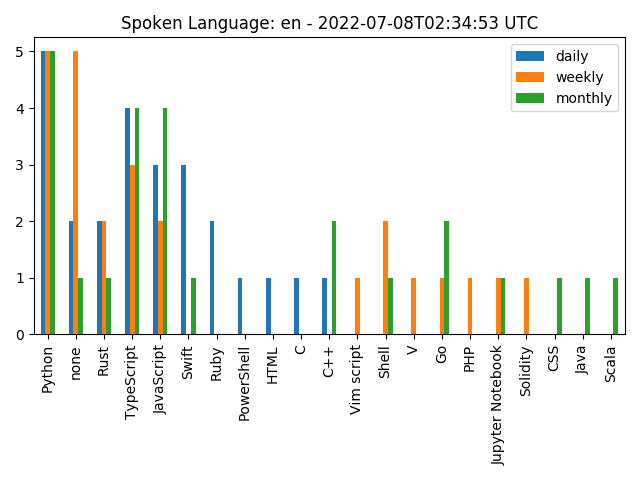 Spoken Language: en - 2022-07-08T02:34:53 UTC
daily
weekly
monthly
5
4
3
2
1
0
Python
none
Rust
TypeScript
JavaScript
Swift
Ruby
PowerShell
HTML
C
C++
Vim script
Shell
V
Go
PHP
Jupyter Notebook
Solidity
CSS
Java
Scala